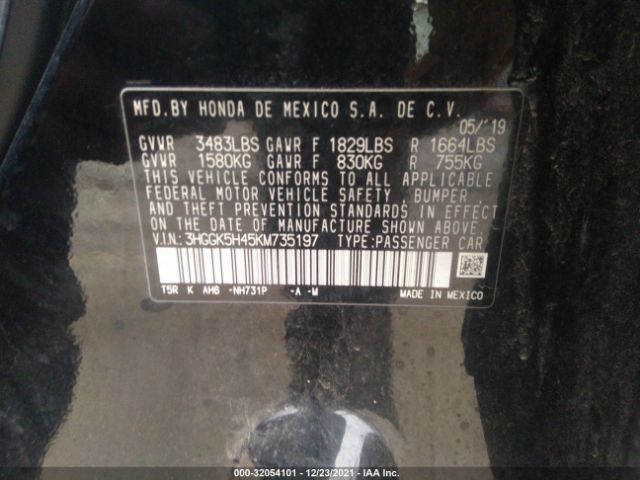 MFD.BY HONDA DE MEXICO S.A. DE C.V.
05/'19
GVWR 3483LBS GAWR F 1829LBS R 1664LBS
GVWR 1580KG GAWR F 830KG R 755KG
THIS VEHICLE CONFORMS TO ALL APPLICABLE
FEDERAL MOTOR VEHICLE SAFETY, BUMPER,
AND THEFT PREVENTION STANDARDS IN EFFECT
ON THE DATE OF MANUFACTURE SHOWN ABOVE.
V.I.N.: 3HGGK5H45KM735197 TYPE:PASSENGER CAR
T5R K AH6 -NH731P -A -M MADE IN MEXICO
000-32054101 - 12/23/2021 - IAA Inc.